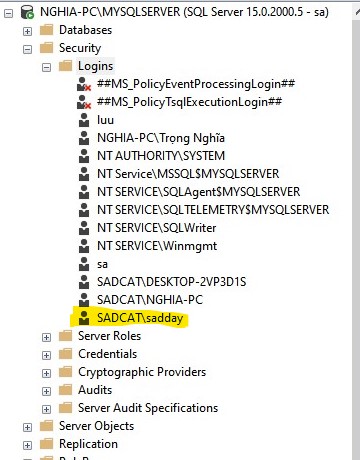 NGHIA-PC\MYSQLSERVER (SQL Server 15.0.2000.5 - sa)
Databases
Security
Logins
##MS_PolicyEventProcessingLogin##
##MS_PolicyTsqlExecutionLogin##
luu
NGHIA-PC\Trọng Nghĩa
NT AUTHORITY\SYSTEM
NT Service\MSSQL$MYSQLSERVER
NT SERVICE\SQLAgent$MYSQLSERVER
NT SERVICE\SQLTELEMETRY$MYSQLSERVER
NT SERVICE\SQLWriter
NT SERVICE\Winmgmt
sa
SADCAT\DESKTOP-2VP3D1S
SADCAT\NGHIA-PC
SADCAT\sadday
Server Roles
Credentials
Cryptographic Providers
Audits
Server Audit Specifications
Server Objects
Replication